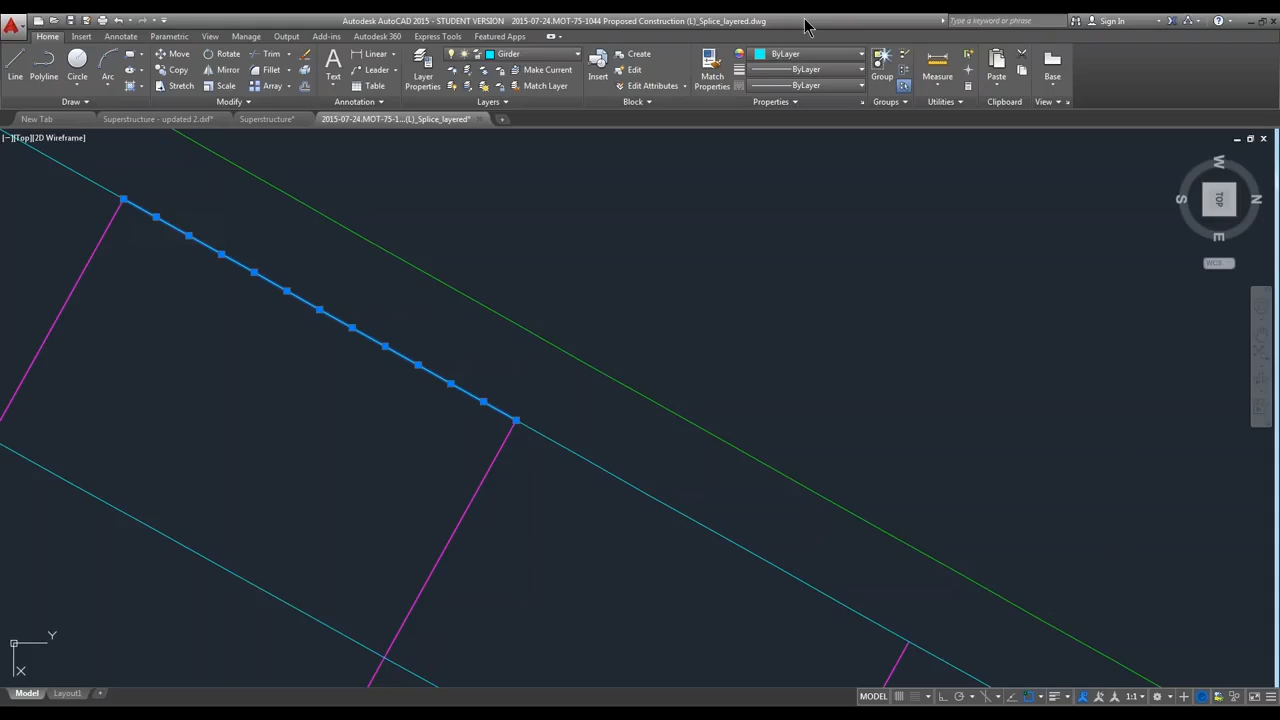 Autodesk AutoCAD 2015 - STUDENT VERSION 2015-07-24.MOT-75-1044 Proposed Construction (L)_Splice_layered.dwg
Type a keyword or phrase
Sign In
Home Insert Annotate Parametric View Manage Output Add-ins Autodesk 360 Express Tools Featured Apps
Line Polyline Circle Arc
Move Rotate Trim
Copy Mirror Fillet
Stretch Scale Array
Text
Linear
Leader
Table
Layer Properties
Girder
Make Current
Match Layer
Insert
Create
Edit
Edit Attributes
Match Properties
ByLayer
ByLayer
ByLayer
Group
Measure
Paste
Base
Draw Modify Annotation Layers Block Properties Groups Utilities Clipboard View
New Tab Superstructure - updated 2.dxf* Superstructure* 2015-07-24.MOT-75-1...(L)_Splice_layered*
[−][Top][2D Wireframe]
W
S TOP N
E
WCS
Y
X
Model Layout1 +
MODEL 1:1